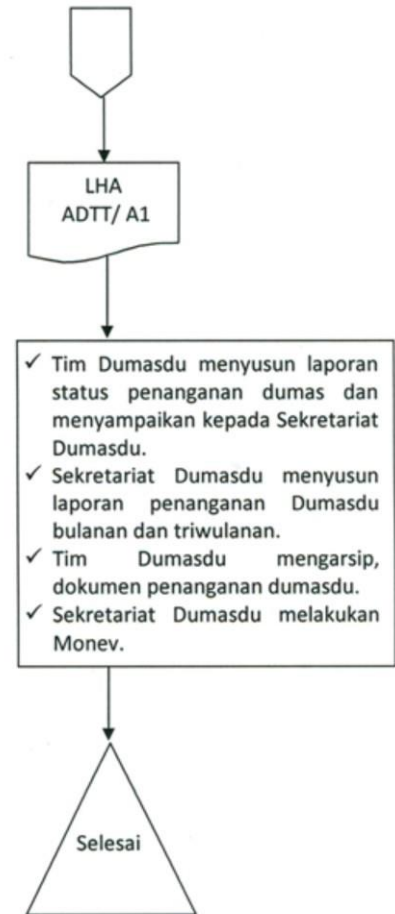 LHA
ADTT/ A1
✓ Tim Dumasdu menyusun laporan
status penanganan dumas dan
menyampaikan kepada Sekretariat
Dumasdu.
✓ Sekretariat Dumasdu menyusun
laporan penanganan Dumasdu
bulanan dan triwulanan.
✓ Tim Dumasdu mengarsip,
dokumen penanganan dumasdu.
✓ Sekretariat Dumasdu melakukan
Monev.
Selesai